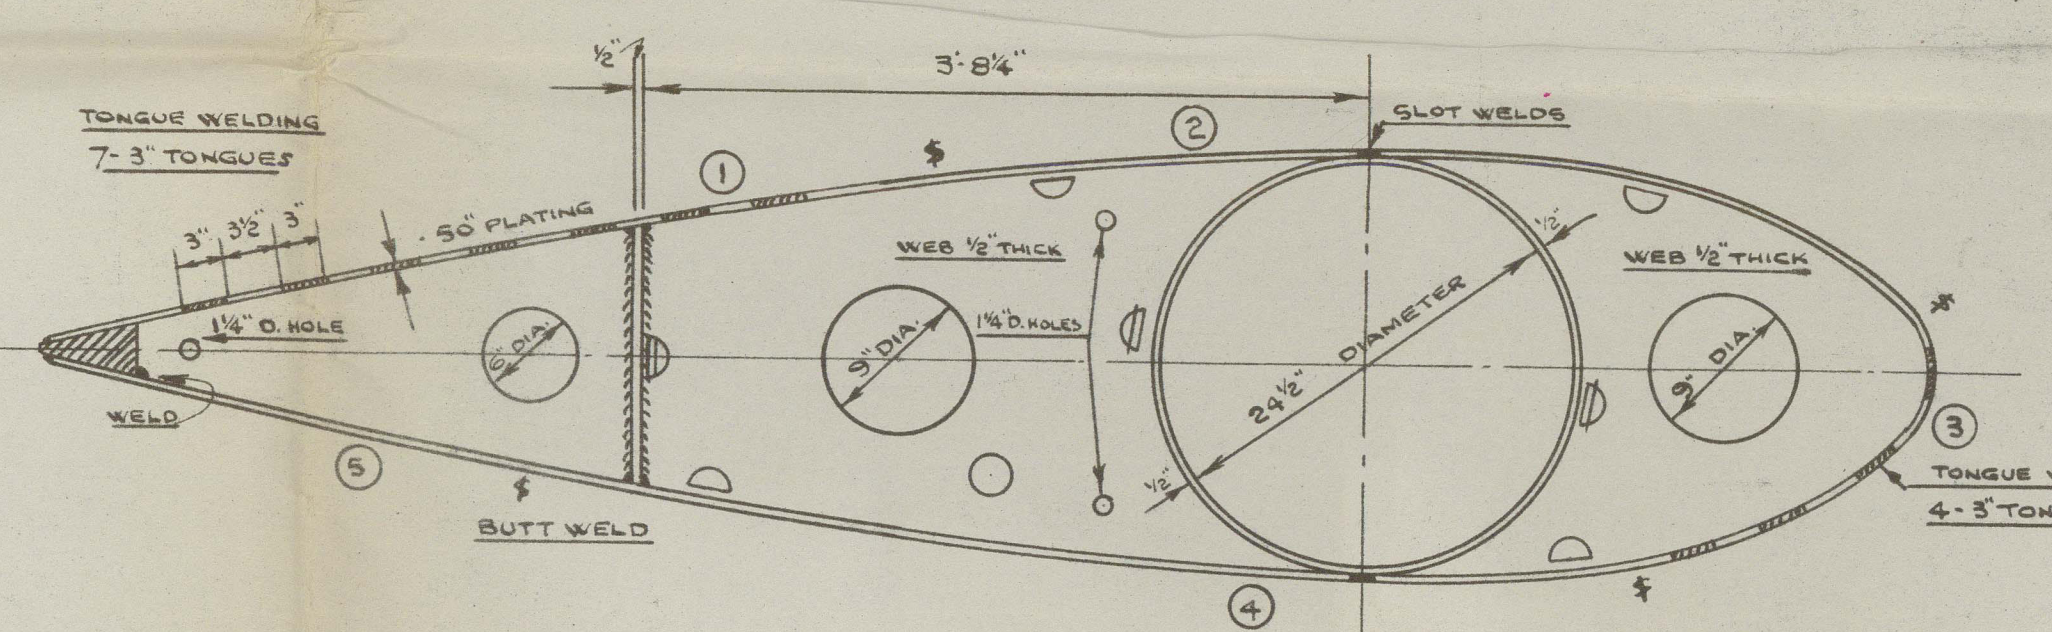 ½"
3'-8¼"
TONGUE WELDING
7-3" TONGUES
SLOT WELDS
2
1
3"
3½"
3"
.50" PLATING
WEB ½" THICK
½"
WEB ½" THICK
1¼" D. HOLE
6" DIA.
9" DIA.
1¼" D. HOLES
24½" DIAMETER
9" DIA.
WELD
5
BUTT WELD
½"
3
TONGUE
4-3" TON
4